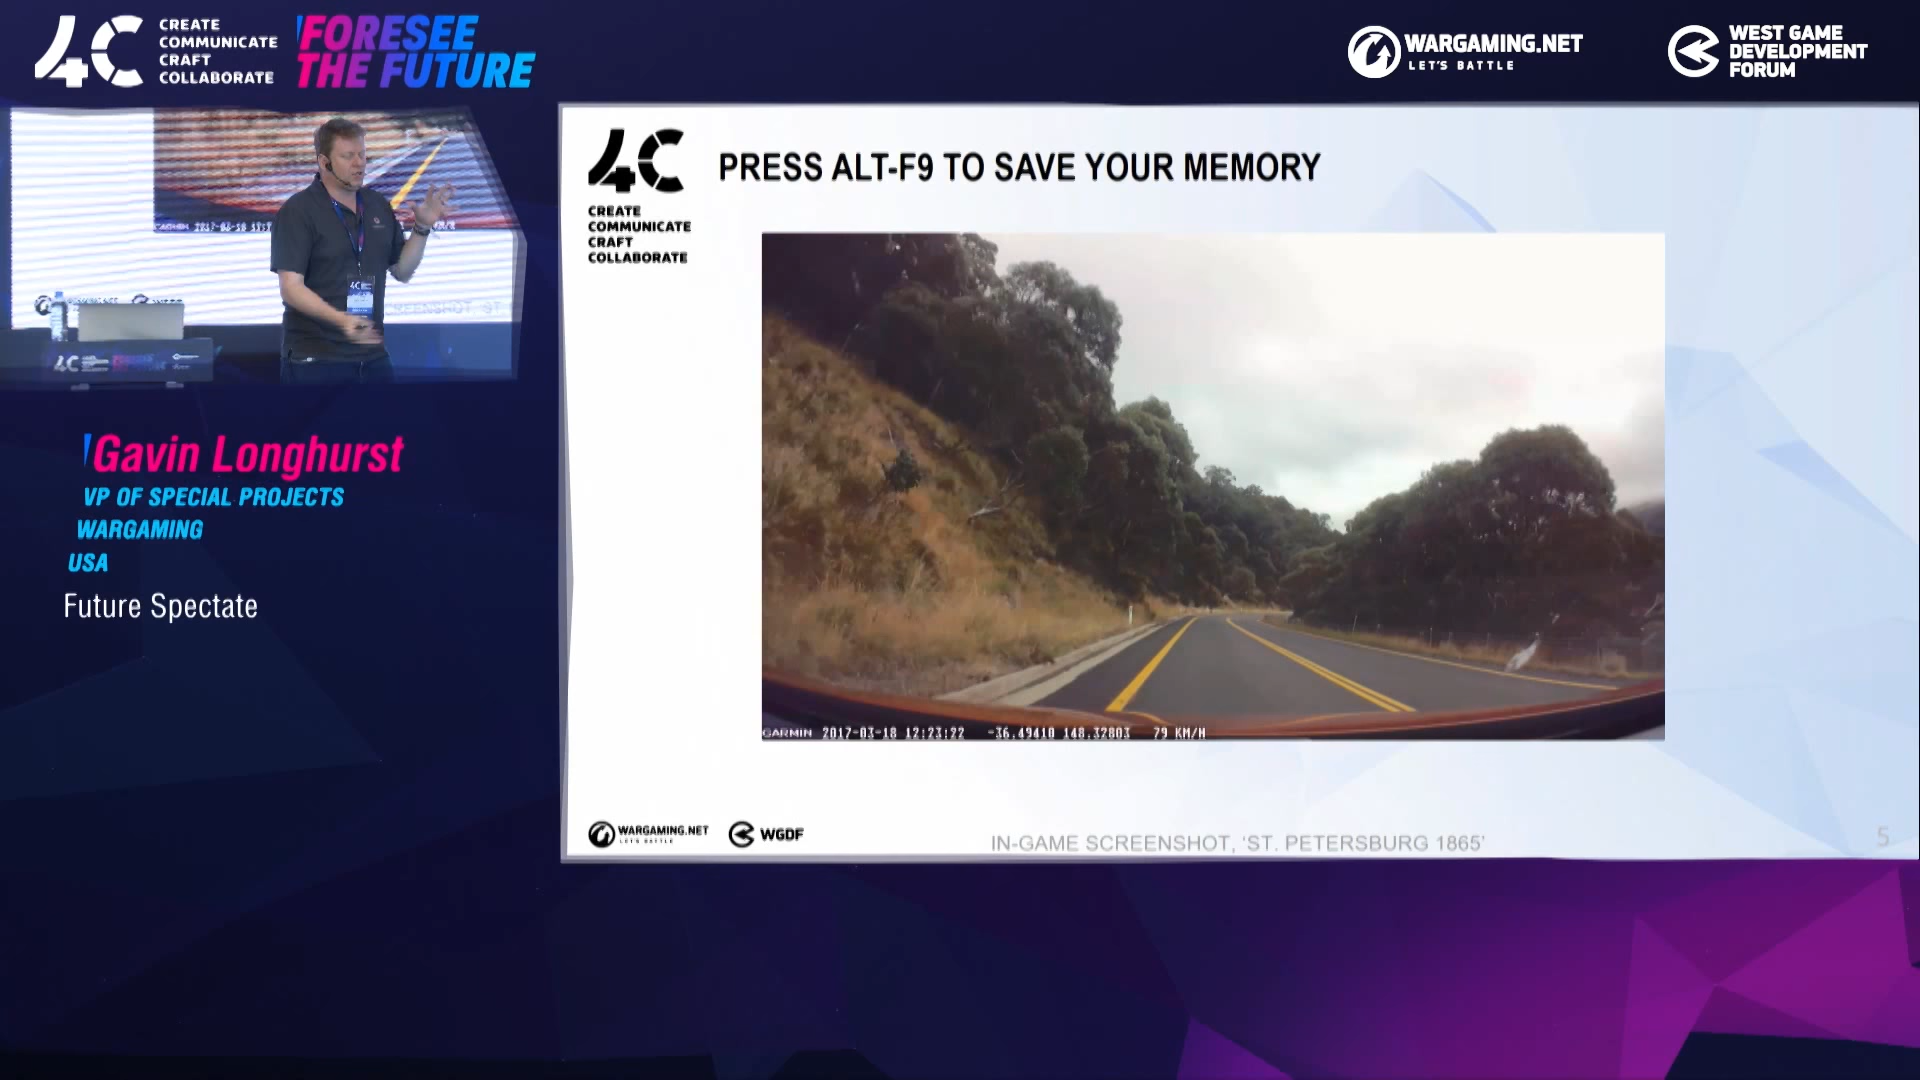 4C
CREATE
COMMUNICATE
CRAFT
COLLABORATE
FORESEE
THE FUTURE
WARGAMING.NET
LET'S BATTLE
WEST GAME
DEVELOPMENT
FORUM
Gavin Longhurst
VP OF SPECIAL PROJECTS
WARGAMING
USA
Future Spectate
4C
CREATE
COMMUNICATE
CRAFT
COLLABORATE
PRESS ALT-F9 TO SAVE YOUR MEMORY
GARMIN 2017-03-18 12:23:22 -36.49410 148.32803 79 KM/H
WARGAMING.NET
LET'S BATTLE
WGDF
IN-GAME SCREENSHOT, ‘ST. PETERSBURG 1865’
5